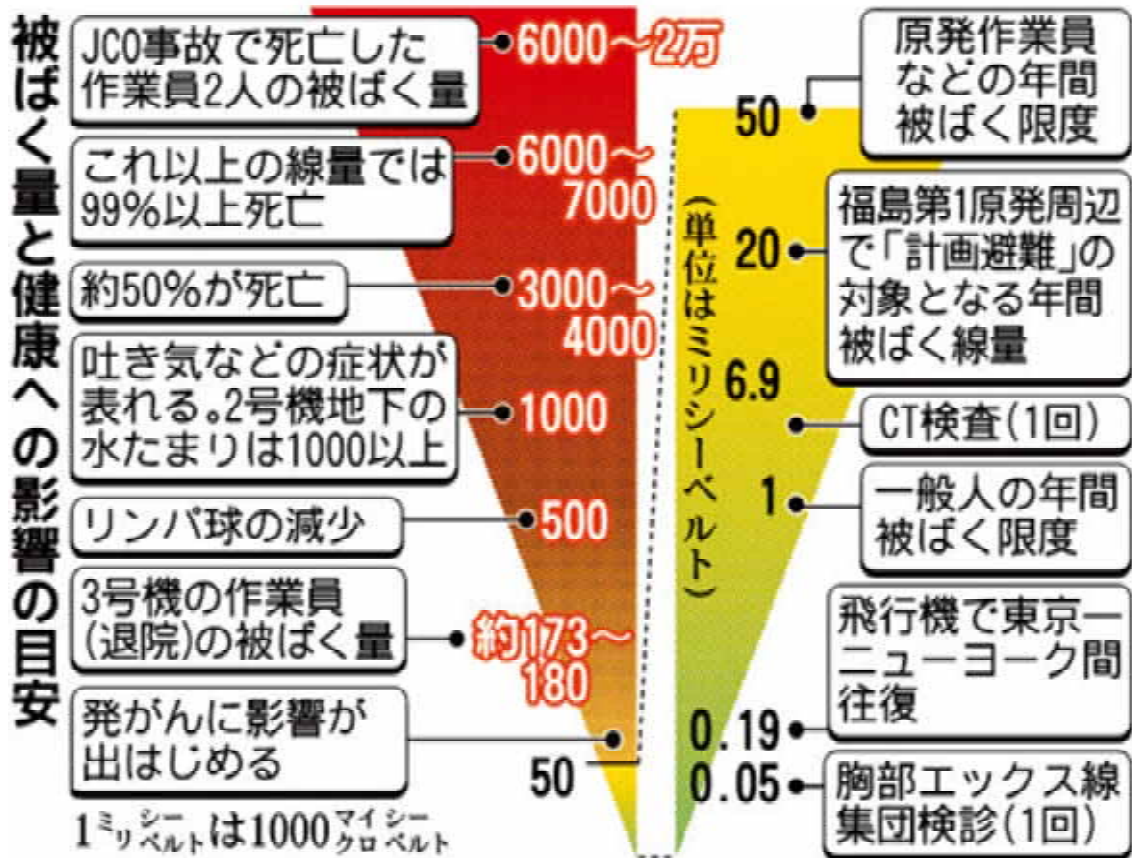 被ばく量と健康への影響の目安
JCO事故で死亡した
作業員2人の被ばく量
6000〜2万
これ以上の線量では
99%以上死亡
6000〜
7000
約50%が死亡
3000〜
4000
吐き気などの症状が
表れる。2号機地下の
水たまりは1000以上
1000
リンパ球の減少
500
3号機の作業員
(退院)の被ばく量
約173〜
180
発がんに影響が
出はじめる
50
1ミリシーベルトは1000マイクロシーベルト
(単位はミリシーベルト)
50
原発作業員
などの年間
被ばく限度
20
福島第1原発周辺
で「計画避難」の
対象となる年間
被ばく線量
6.9
CT検査(1回)
1
一般人の年間
被ばく限度
飛行機で東京―
ニューヨーク間
往復
0.19
0.05
胸部エックス線
集団検診(1回)